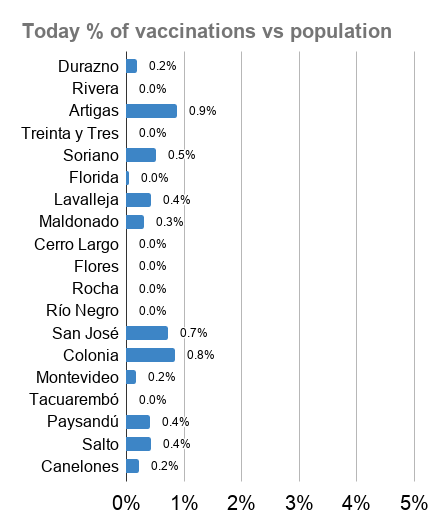 Today % of vaccinations vs population
Durazno 0.2%
Rivera 0.0%
Artigas 0.9%
Treinta y Tres 0.0%
Soriano 0.5%
Florida 0.0%
Lavalleja 0.4%
Maldonado 0.3%
Cerro Largo 0.0%
Flores 0.0%
Rocha 0.0%
Río Negro 0.0%
San José 0.7%
Colonia 0.8%
Montevideo 0.2%
Tacuarembó 0.0%
Paysandú 0.4%
Salto 0.4%
Canelones 0.2%
0% 1% 2% 3% 4% 5%